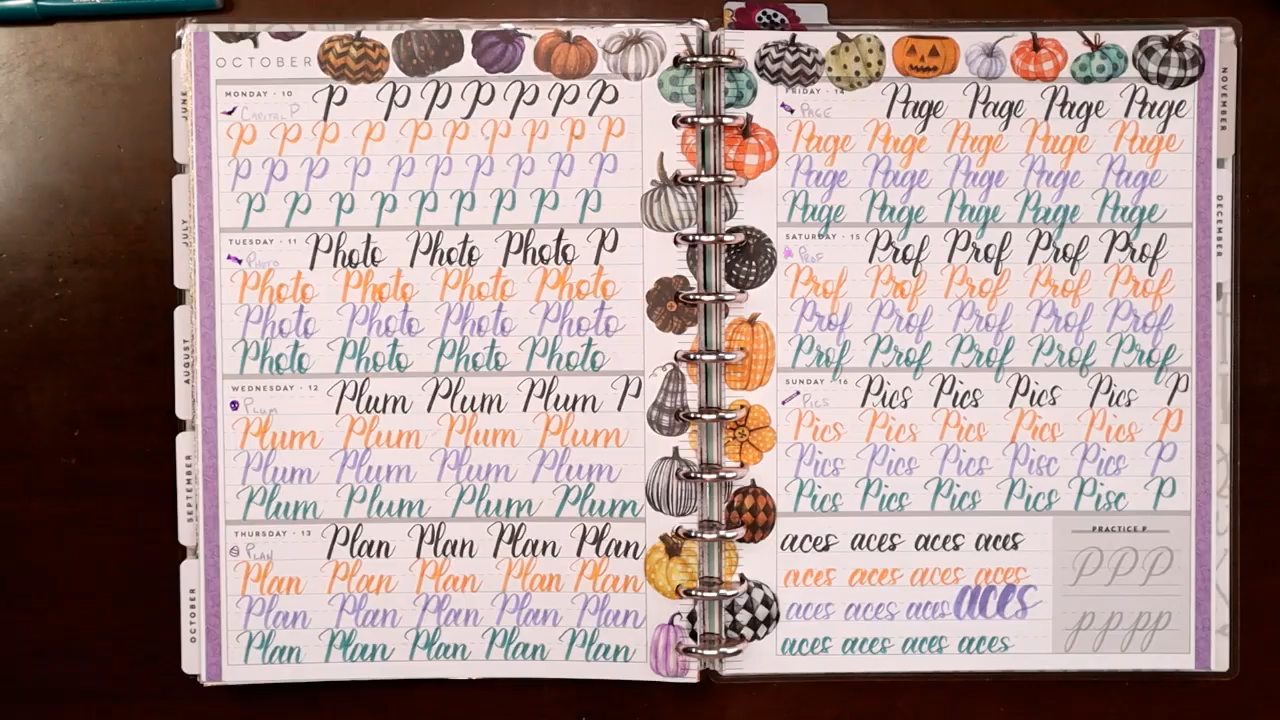 OCTOBER
MONDAY · 10
CAPITAL P
P P P P P P P
P P P P P P P P P
P P P P P P P P P
P P P P P P P P P
TUESDAY · 11
PHOTO
Photo Photo Photo P
Photo Photo Photo Photo
Photo Photo Photo Photo
Photo Photo Photo Photo
WEDNESDAY · 12
PLUM
Plum Plum Plum P
Plum Plum Plum Plum
Plum Plum Plum Plum
Plum Plum Plum Plum
THURSDAY · 13
PLAN
Plan Plan Plan Plan
Plan Plan Plan Plan Plan
Plan Plan Plan Plan Plan
Plan Plan Plan Plan Plan
FRIDAY · 14
PAGE
Page Page Page Page
Page Page Page Page Page
Page Page Page Page Page
Page Page Page Page Page
SATURDAY · 15
PROF
Prof Prof Prof Prof
Prof Prof Prof Prof Prof
Prof Prof Prof Prof Prof
Prof Prof Prof Prof Prof
SUNDAY · 16
PICS
Pics Pics Pics Pics P
Pics Pics Pics Pics Pics P
Pics Pics Pics Pisc Pics P
Pics Pics Pics Pics Pisc P
aces aces aces aces
aces aces aces aces
aces aces aces aces
aces aces aces aces
PRACTICE P
P P P
p p p p
JUNE
JULY
AUGUST
SEPTEMBER
OCTOBER
NOVEMBER
DECEMBER